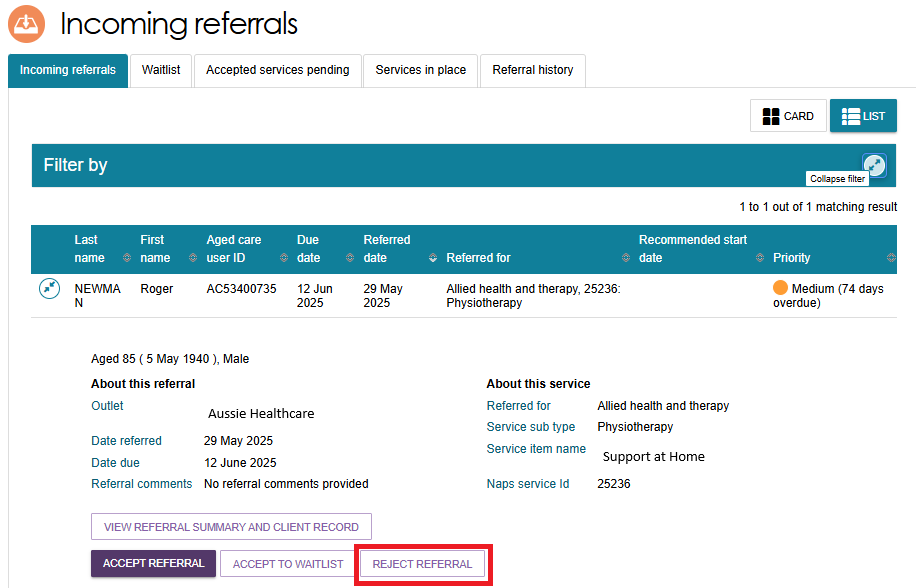 Incoming referrals
Incoming referrals Waitlist Accepted services pending Services in place Referral history
CARD LIST
Filter by
Collapse filter
1 to 1 out of 1 matching result
Last name First name Aged care user ID Due date Referred date Referred for Recommended start date Priority
NEWMA Roger AC53400735 12 Jun 29 May Allied health and therapy, 25236: Medium (74 days
N 2025 2025 Physiotherapy overdue)
Aged 85 ( 5 May 1940 ), Male
About this referral
Outlet Aussie Healthcare
Date referred 29 May 2025
Date due 12 June 2025
Referral comments No referral comments provided
About this service
Referred for Allied health and therapy
Service sub type Physiotherapy
Service item name Support at Home
Naps service Id 25236
VIEW REFERRAL SUMMARY AND CLIENT RECORD
ACCEPT REFERRAL ACCEPT TO WAITLIST REJECT REFERRAL